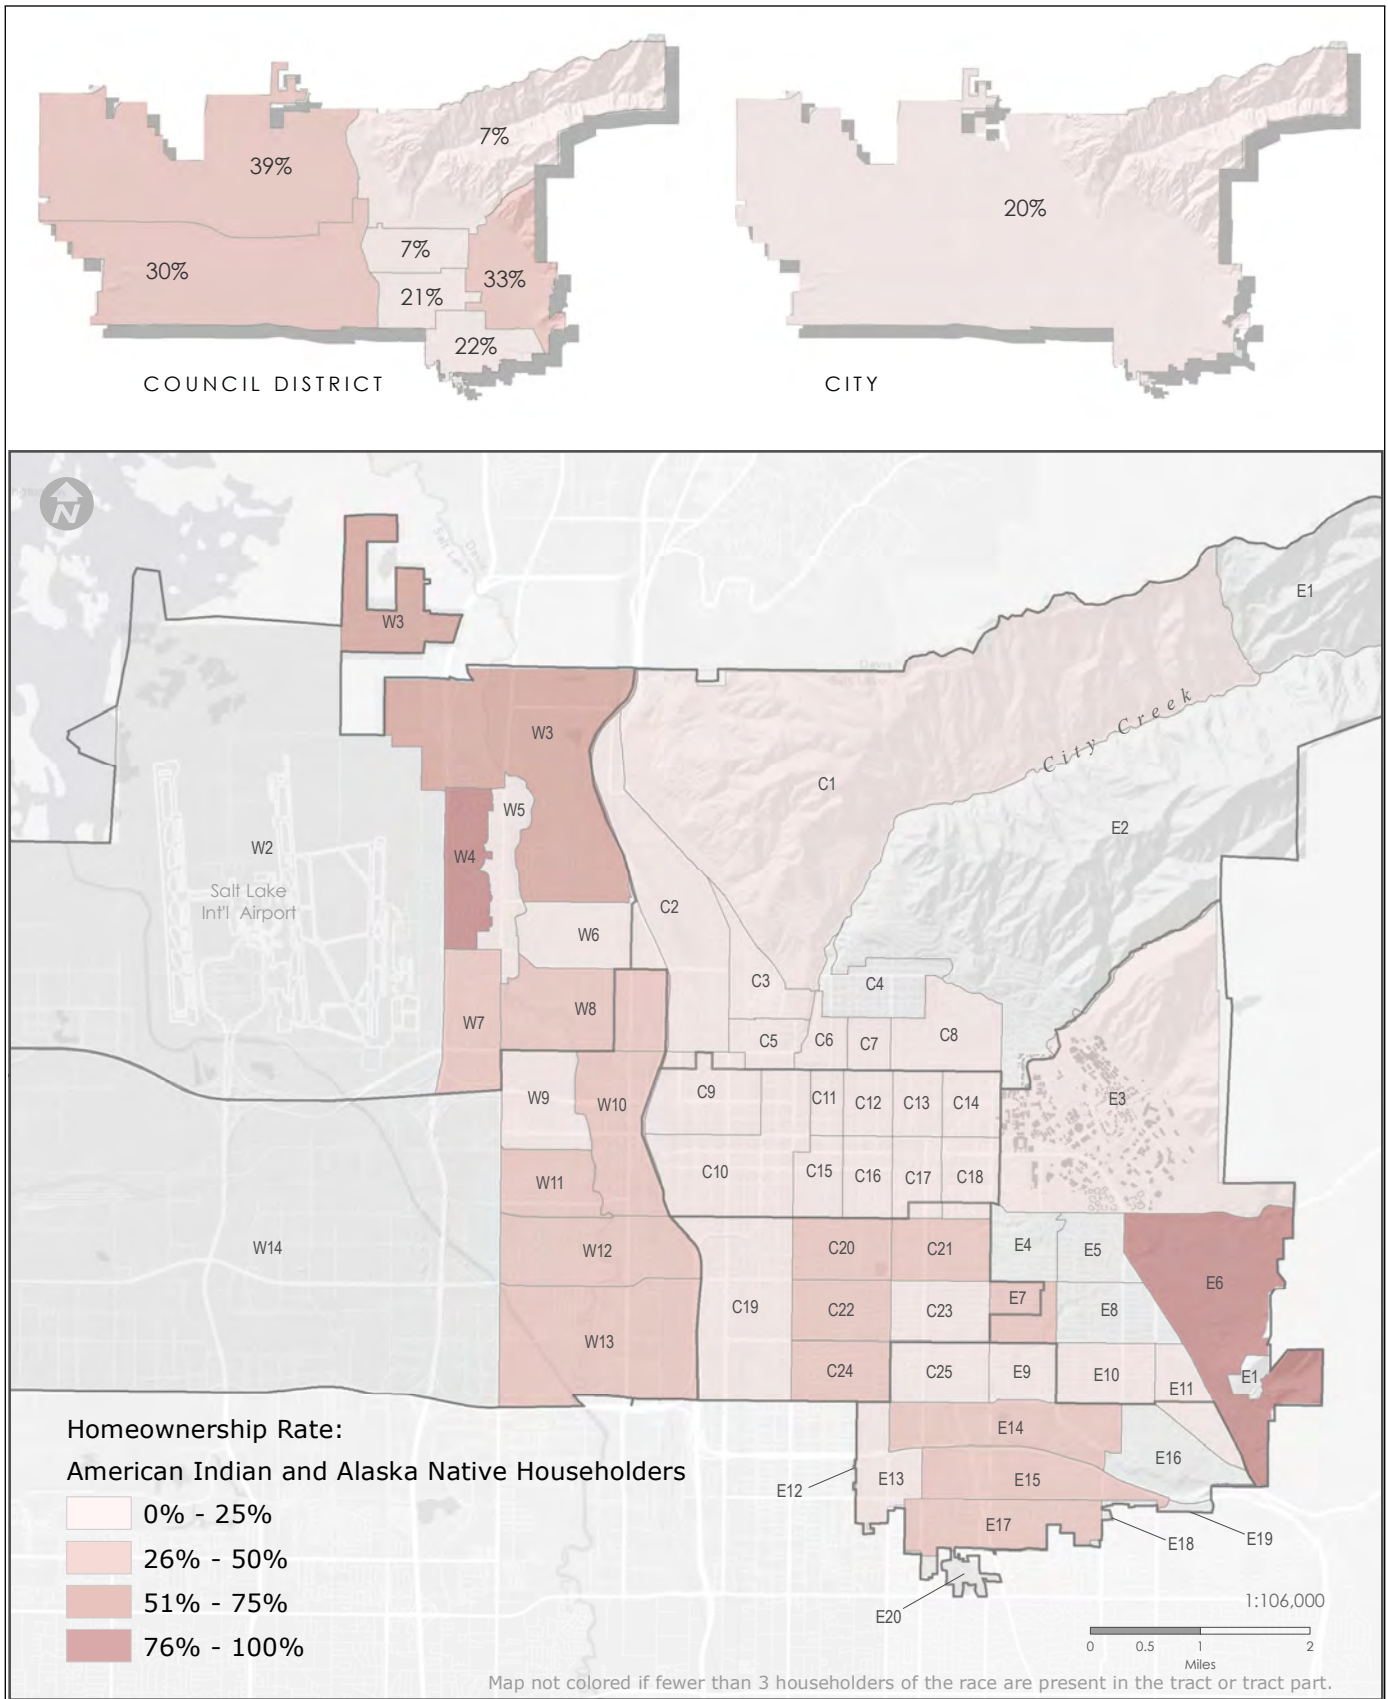 7%
39%
7%
30%
33%
21%
22%
COUNCIL DISTRICT
20%
CITY
N
Davis
Salt Lake
E1
W3
Davis
Salt Lake
City Creek
W3
C1
W5
E2
W2
W4
Salt Lake
Int'l Airport
C2
W6
C3
C4
W8
W7
C5
C6
C7
C8
C9
W9
W10
C11
C12
C13
C14
E3
C10
C15
C16
C17
C18
W11
W14
W12
C20
C21
E4
E5
E6
C19
C22
C23
E7
E8
W13
C24
C25
E9
E10
E11
E1
Homeownership Rate:
American Indian and Alaska Native Householders
0% - 25%
26% - 50%
51% - 75%
76% - 100%
E14
E16
E12
E13
E15
E17
E18
E19
E20
1:106,000
0 0.5 1 2
Miles
Map not colored if fewer than 3 householders of the race are present in the tract or tract part.